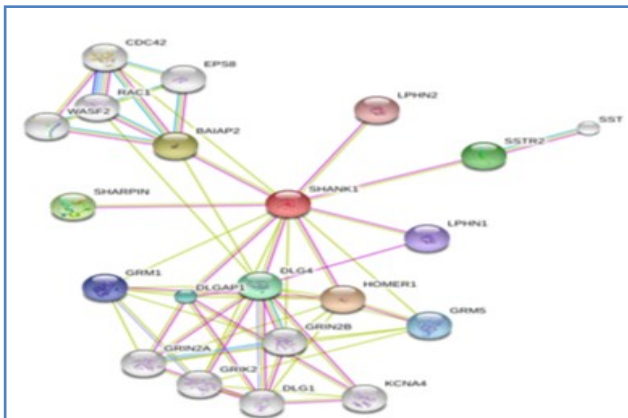 CDC42
EPS8
RAC1
LPHN2
WASF2
SST
BAIAP2
SSTR2
SHARPIN
SHANK1
LPHN1
GRM1
DLG4
DLGAP1
HOMER1
GRM5
GRIN2B
GRIN2A
GRIK2
DLG1
KCNA4